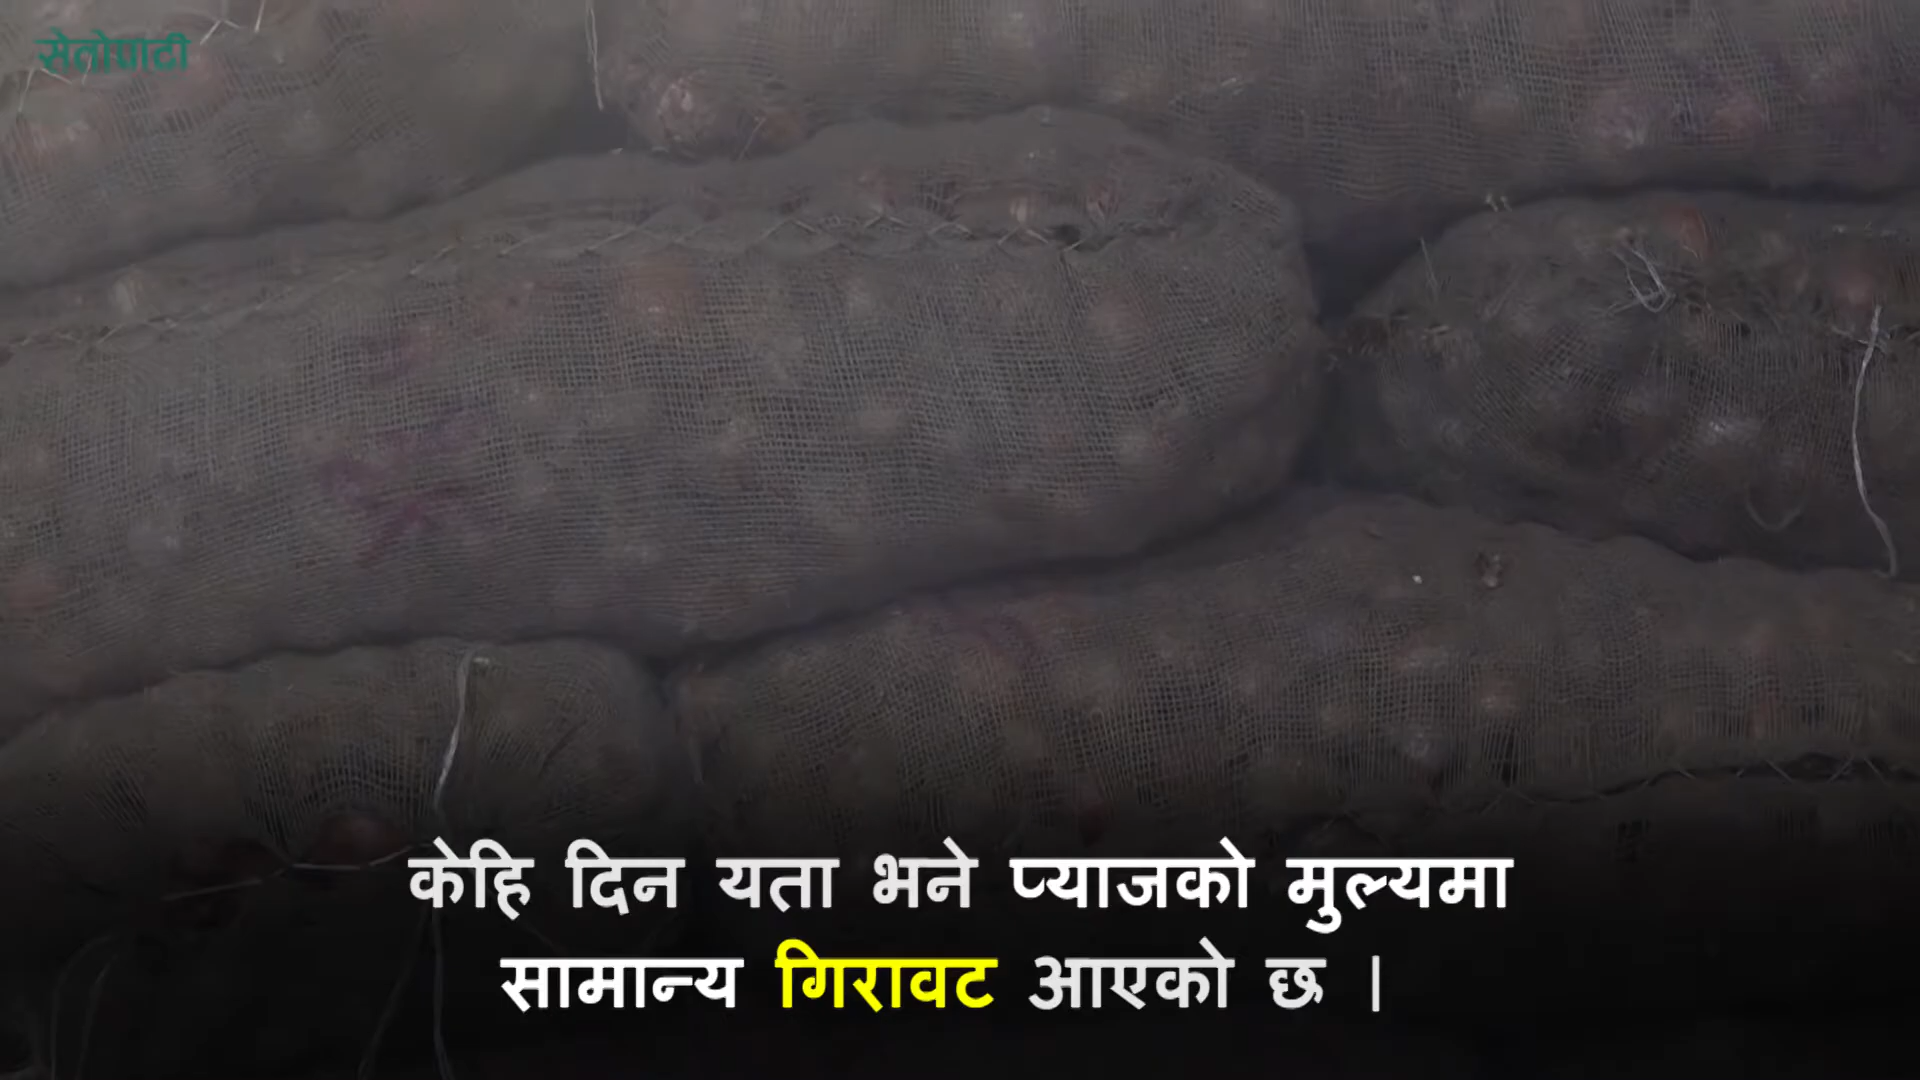 सेतोपाटी
केहि दिन यता भने प्याजको मुल्यमा
सामान्य गिरावट आएको छ |